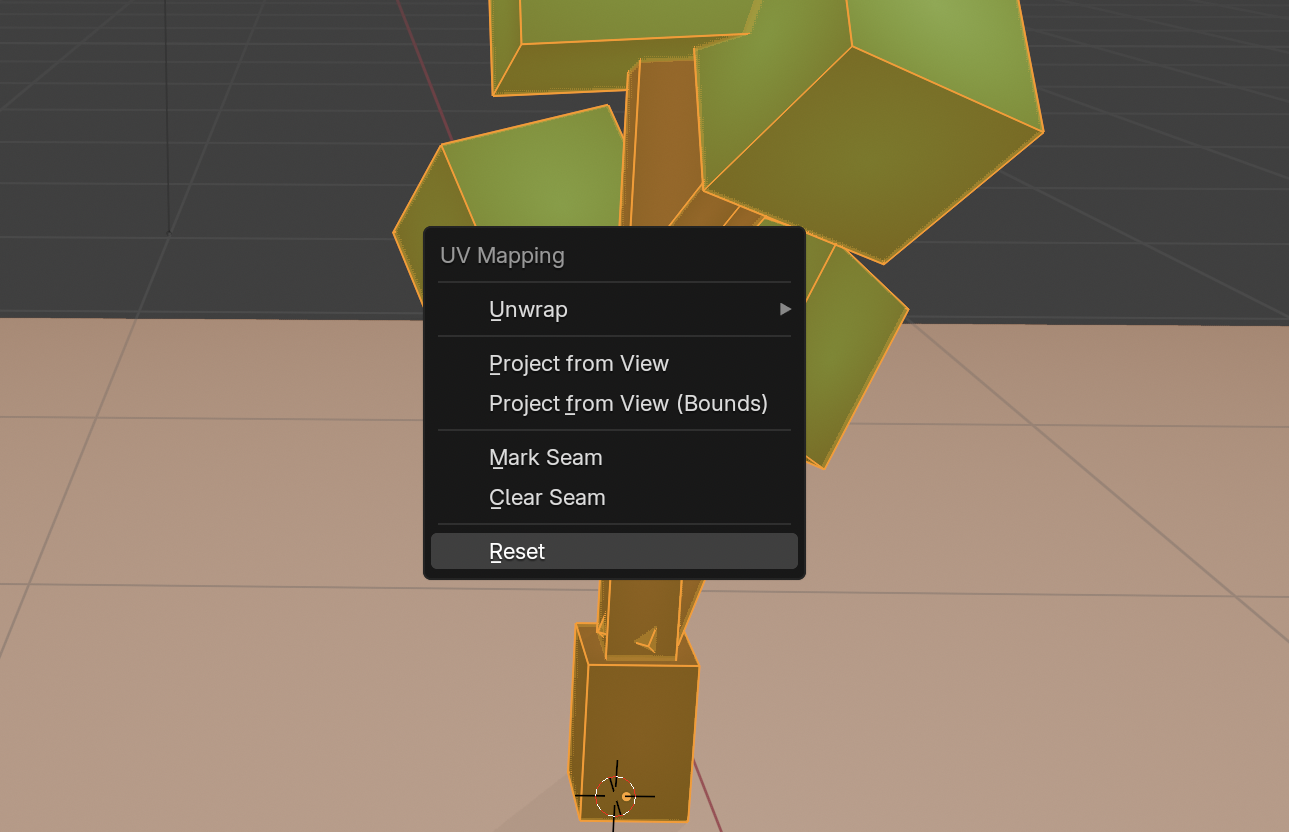 UV Mapping
Unwrap
Project from View
Project from View (Bounds)
Mark Seam
Clear Seam
Reset